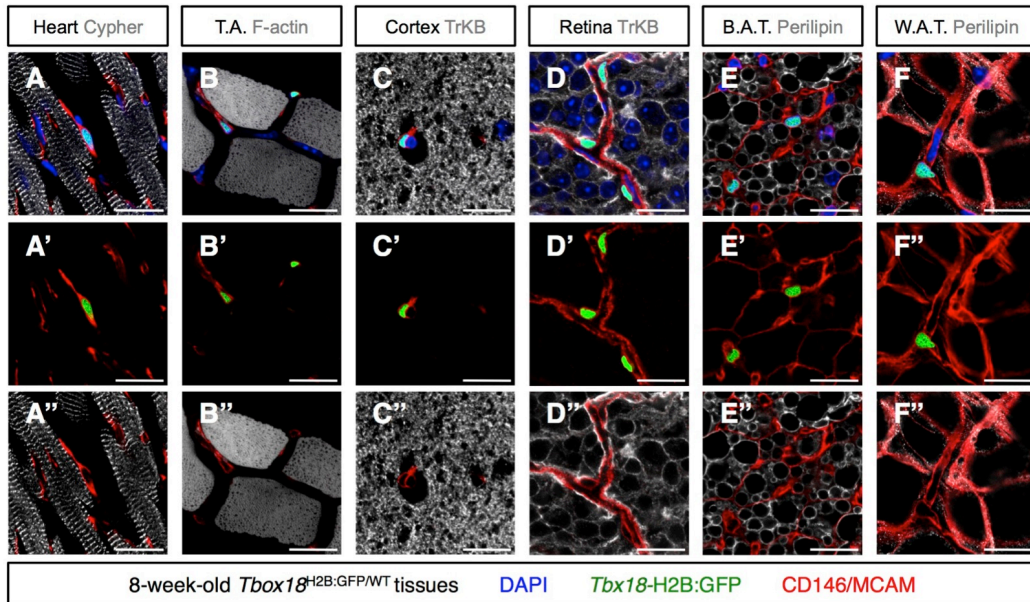 Heart Cypher T.A. F-actin Cortex TrKB Retina TrKB B.A.T. Perilipin W.A.T. Perilipin
A B C D E F
A' B' C' D' E' F"
A" B" C" D" E" F"
8-week-old Tbox18H2B:GFP/WT tissues DAPI Tbx18-H2B:GFP CD146/MCAM